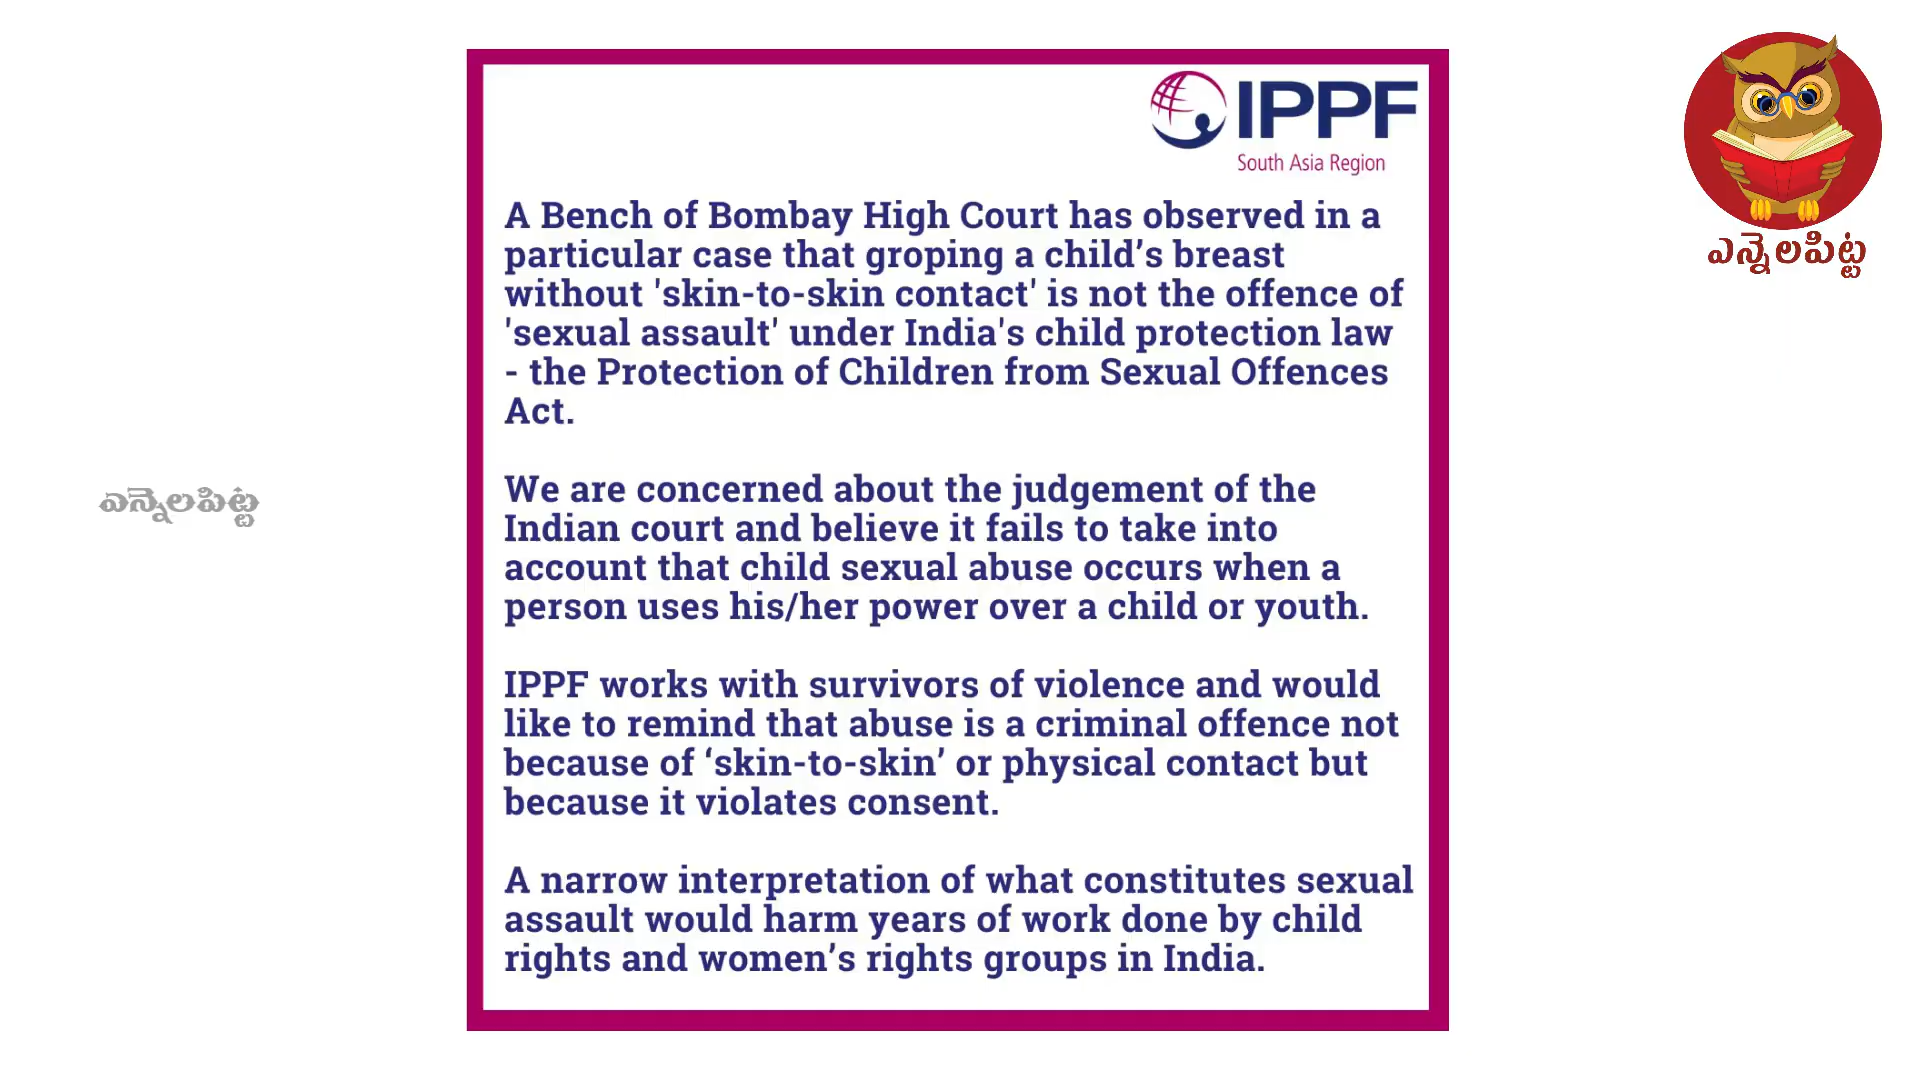 IPPF
South Asia Region
A Bench of Bombay High Court has observed in a
particular case that groping a child’s breast
without 'skin-to-skin contact' is not the offence of
'sexual assault' under India's child protection law
- the Protection of Children from Sexual Offences
Act.
We are concerned about the judgement of the
Indian court and believe it fails to take into
account that child sexual abuse occurs when a
person uses his/her power over a child or youth.
IPPF works with survivors of violence and would
like to remind that abuse is a criminal offence not
because of ‘skin-to-skin’ or physical contact but
because it violates consent.
A narrow interpretation of what constitutes sexual
assault would harm years of work done by child
rights and women’s rights groups in India.
ఎన్నెలపిట్ట
ఎన్నెలపిట్ట